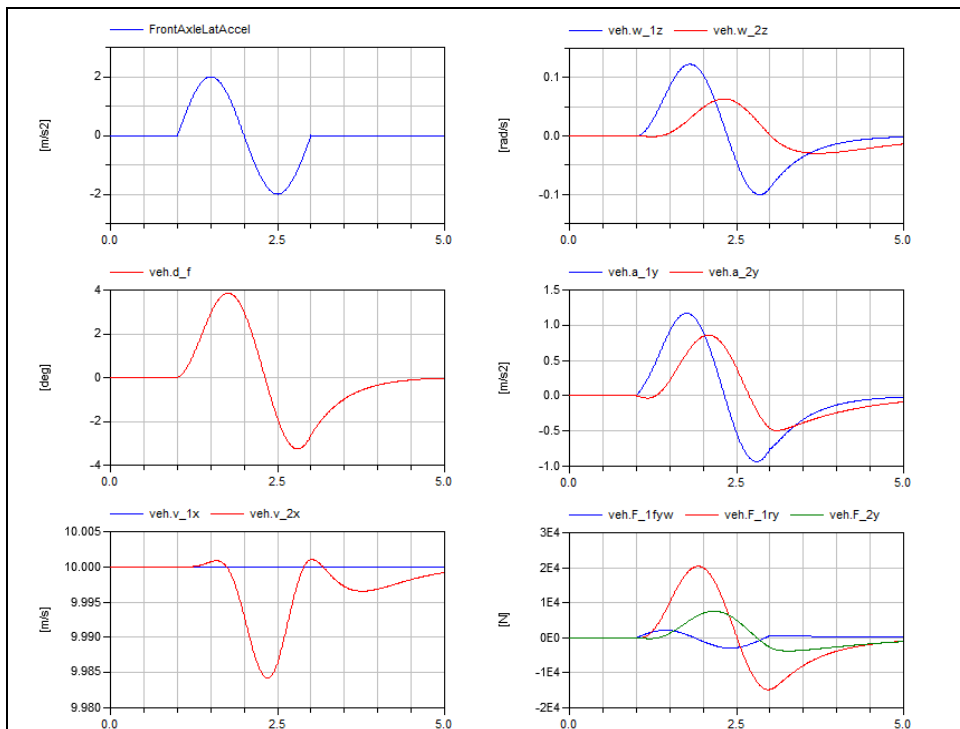 FrontAxleLatAccel
[m/s2]
2
0
-2
0.0 2.5 5.0
veh.w_1z veh.w_2z
[rad/s]
0.1
0.0
-0.1
0.0 2.5 5.0
veh.d_f
[deg]
4
2
0
-2
-4
0.0 2.5 5.0
veh.a_1y veh.a_2y
[m/s2]
1.5
1.0
0.5
0.0
-0.5
-1.0
0.0 2.5 5.0
veh.v_1x veh.v_2x
[m/s]
10.005
10.000
9.995
9.990
9.985
9.980
0.0 2.5 5.0
veh.F_1fyw veh.F_1ry veh.F_2y
[N]
3E4
2E4
1E4
0E0
-1E4
-2E4
0.0 2.5 5.0